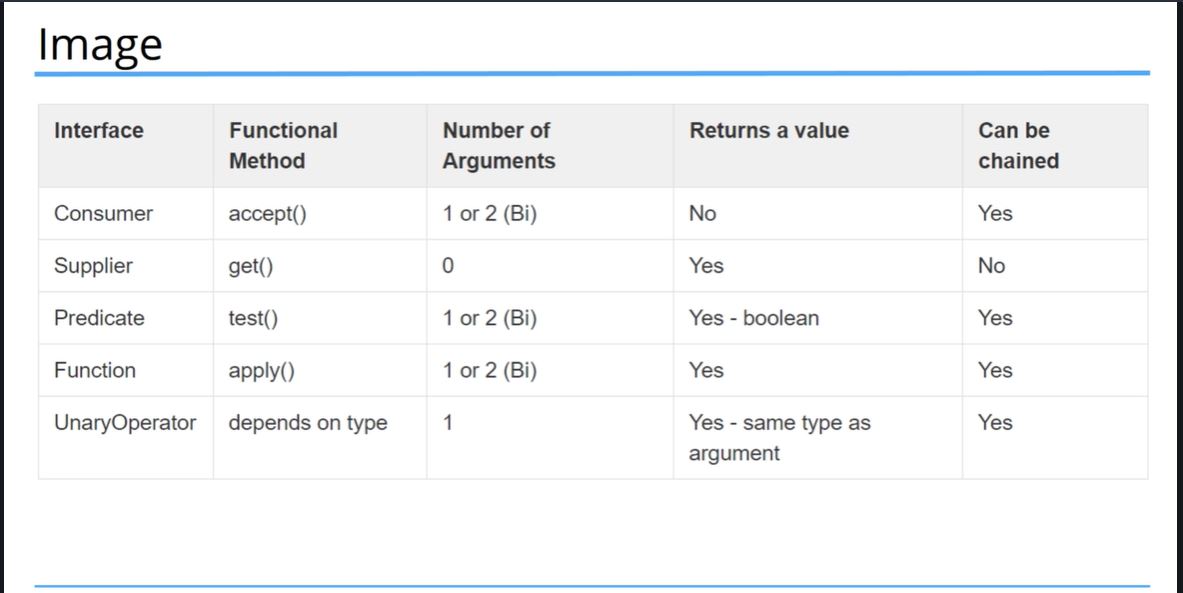 Image
Interface Functional Method Number of Arguments Returns a value Can be chained
Consumer accept() 1 or 2 (Bi) No Yes
Supplier get() 0 Yes No
Predicate test() 1 or 2 (Bi) Yes - boolean Yes
Function apply() 1 or 2 (Bi) Yes Yes
UnaryOperator depends on type 1 Yes - same type as argument Yes